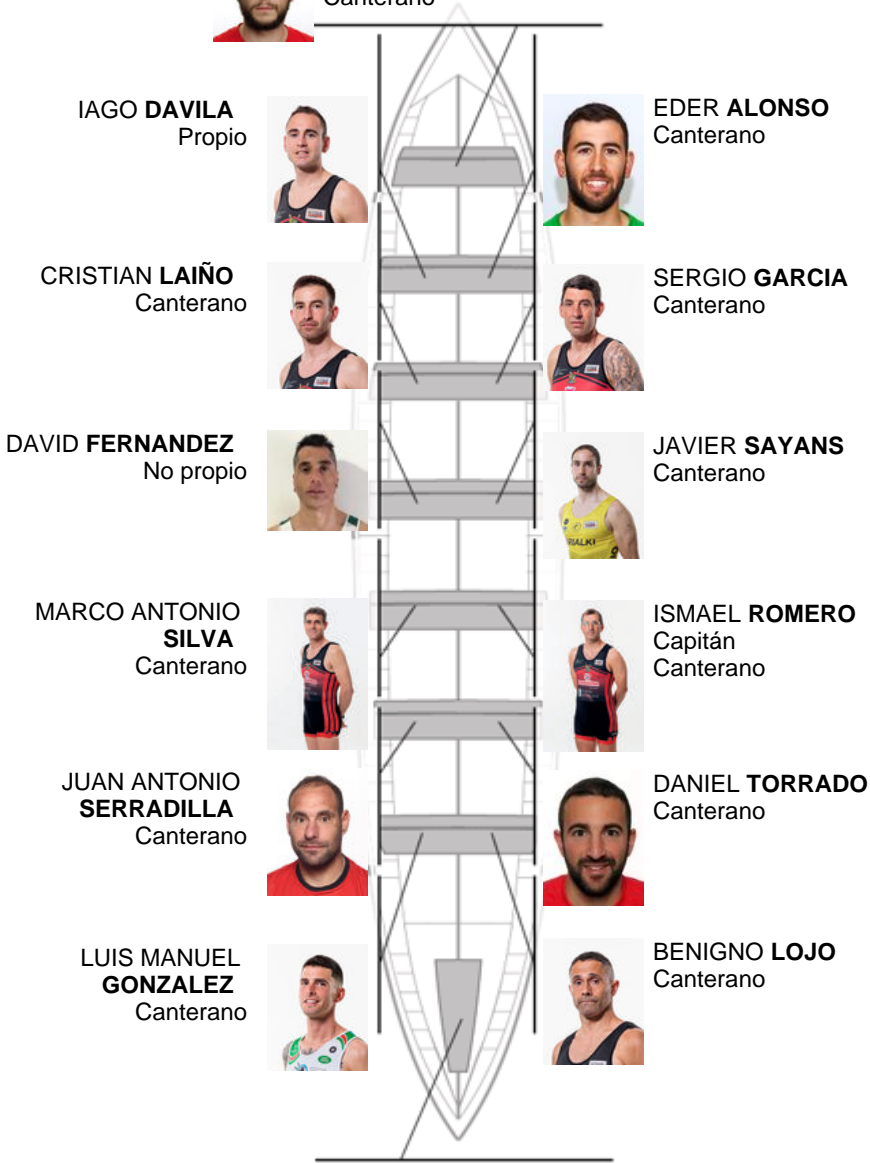 Canterano
IAGO DAVILA
Propio
EDER ALONSO
Canterano
CRISTIAN LAIÑO
Canterano
SERGIO GARCIA
Canterano
DAVID FERNANDEZ
No propio
JAVIER SAYANS
Canterano
MARCO ANTONIO
SILVA
Canterano
ISMAEL ROMERO
Capitán
Canterano
JUAN ANTONIO
SERRADILLA
Canterano
DANIEL TORRADO
Canterano
LUIS MANUEL
GONZALEZ
Canterano
BENIGNO LOJO
Canterano